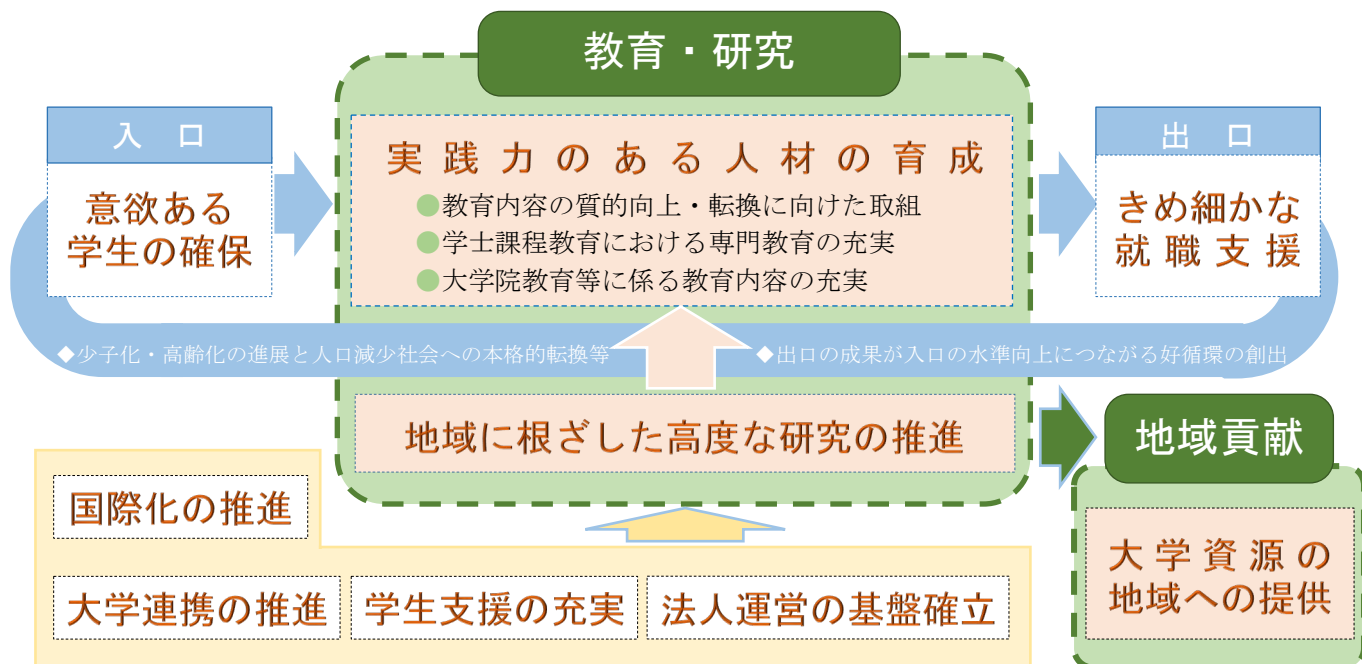 教育・研究
入 口
意欲ある
学生の確保
実践力のある人材の育成
●教育内容の質的向上・転換に向けた取組
●学士課程教育における専門教育の充実
●大学院教育等に係る教育内容の充実
出 口
きめ細かな
就職支援
◆少子化・高齢化の進展と人口減少社会への本格的転換等
◆出口の成果が入口の水準向上につながる好循環の創出
地域に根ざした高度な研究の推進
地域貢献
大学資源の
地域への提供
国際化の推進
大学連携の推進
学生支援の充実
法人運営の基盤確立